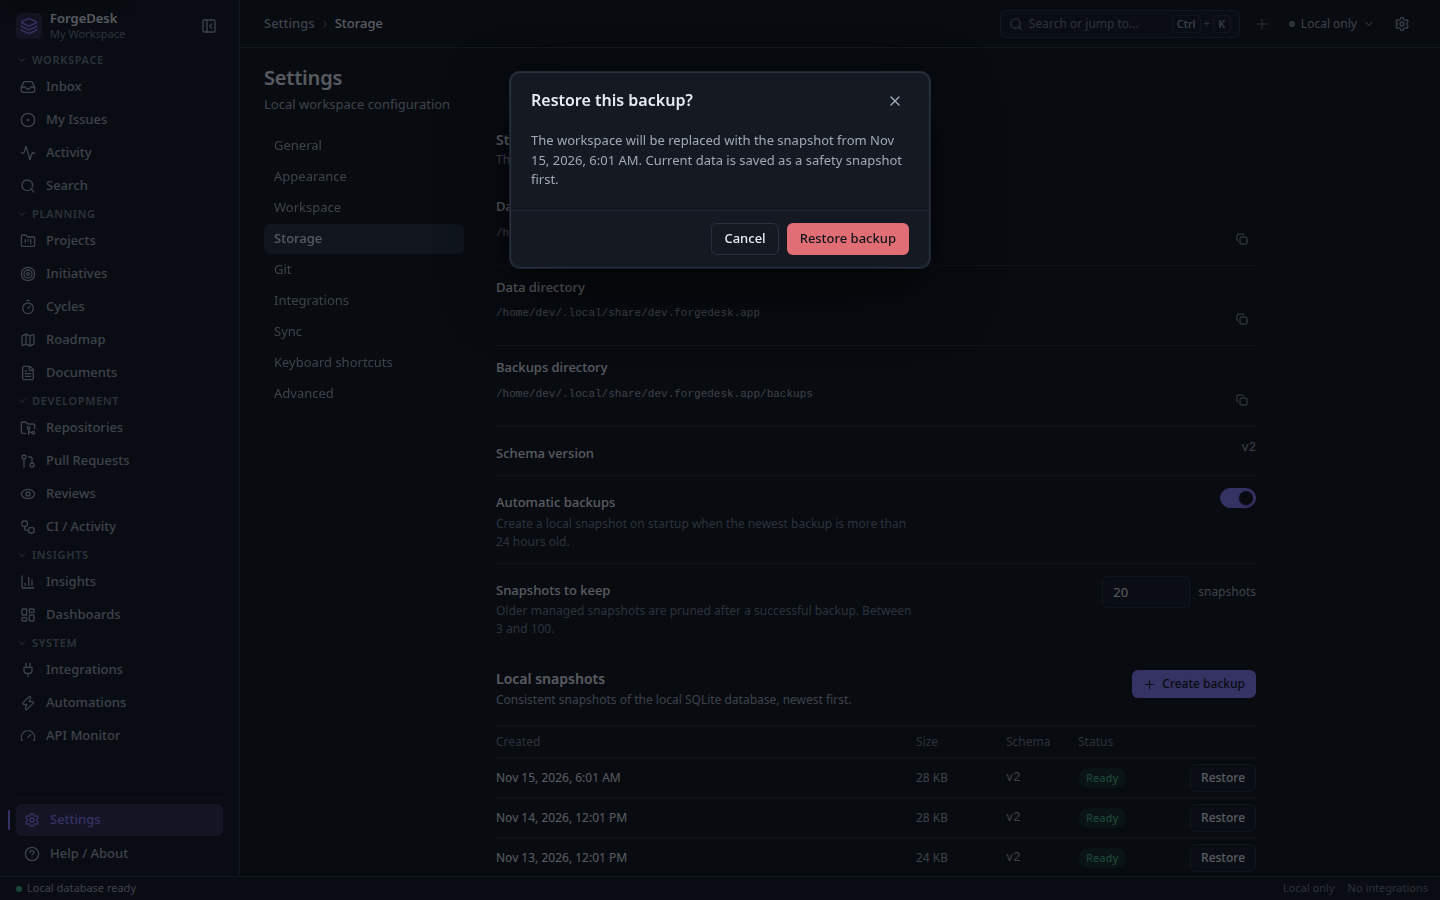 ForgeDesk
My Workspace
WORKSPACE
Inbox
My Issues
Activity
Search
PLANNING
Projects
Initiatives
Cycles
Roadmap
Documents
DEVELOPMENT
Repositories
Pull Requests
Reviews
CI / Activity
INSIGHTS
Insights
Dashboards
SYSTEM
Integrations
Automations
API Monitor
Settings
Help / About
Settings > Storage
Search or jump to... Ctrl + K
Local only
Settings
Local workspace configuration
General
Appearance
Workspace
Storage
Git
Integrations
Sync
Keyboard shortcuts
Advanced
Restore this backup?
The workspace will be replaced with the snapshot from Nov
15, 2026, 6:01 AM. Current data is saved as a safety snapshot
first.
Cancel
Restore backup
Data directory
/home/dev/.local/share/dev.forgedesk.app
Backups directory
/home/dev/.local/share/dev.forgedesk.app/backups
Schema version
v2
Automatic backups
Create a local snapshot on startup when the newest backup is more than
24 hours old.
Snapshots to keep
Older managed snapshots are pruned after a successful backup. Between
3 and 100.
20 snapshots
Local snapshots
Consistent snapshots of the local SQLite database, newest first.
Create backup
Created Size Schema Status
Nov 15, 2026, 6:01 AM 28 KB v2 Ready Restore
Nov 14, 2026, 12:01 PM 28 KB v2 Ready Restore
Nov 13, 2026, 12:01 PM 24 KB v2 Ready Restore
Local database ready
Local only No integrations